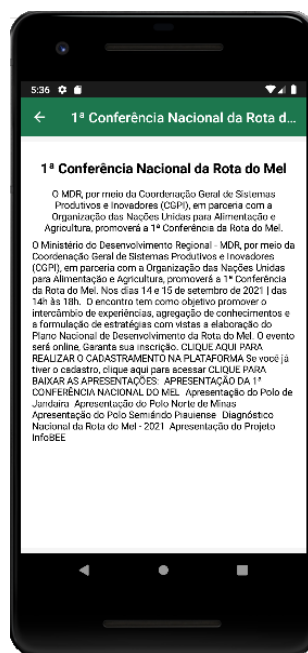 5:36
1ª Conferência Nacional da Rota d...
1ª Conferência Nacional da Rota do Mel
O MDR, por meio da Coordenação Geral de Sistemas
Produtivos e Inovadores (CGPI), em parceria com a
Organização das Nações Unidas para Alimentação e
Agricultura, promoverá a 1ª Conferência da Rota do Mel.
O Ministério do Desenvolvimento Regional - MDR, por meio da
Coordenação Geral de Sistemas Produtivos e Inovadores
(CGPI), em parceria com a Organização das Nações Unidas
para Alimentação e Agricultura, promoverá a 1ª Conferência
da Rota do Mel. Nos dias 14 e 15 de setembro de 2021 | das
14h às 18h. O encontro tem como objetivo promover o
intercâmbio de experiências, agregação de conhecimentos e
a formulação de estratégias com vistas a elaboração do
Plano Nacional de Desenvolvimento da Rota do Mel. O evento
será online, Garanta sua inscrição. CLIQUE AQUI PARA
REALIZAR O CADASTRAMENTO NA PLATAFORMA Se você já
tiver o cadastro, clique aqui para acessar CLIQUE PARA
BAIXAR AS APRESENTAÇÕES: APRESENTAÇÃO DA 1ª
CONFERÊNCIA NACIONAL DO MEL Apresentação do Polo de
Jandaíra Apresentação do Polo Norte de Minas
Apresentação do Polo Semiárido Piauiense Diagnóstico
Nacional da Rota do Mel - 2021 Apresentação do Projeto
InfoBEE